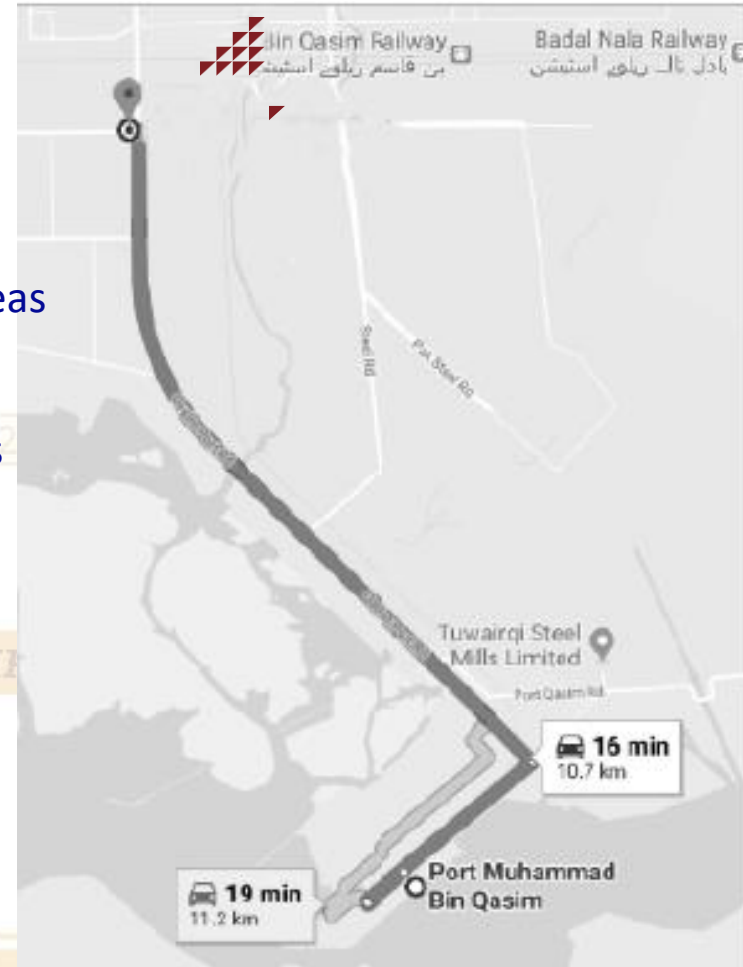 Bin Qasim Railway
بن قاسم ریلوے اسٹیشن
Badal Nala Railway
بادل نالہ ریلوے اسٹیشن
eas
s
Steel Rd
Pak Steel Rd
Tuwairqi Steel
Mills Limited
Port Qasim Rd
16 min
10.7 km
Port Muhammad
Bin Qasim
19 min
11.2 km